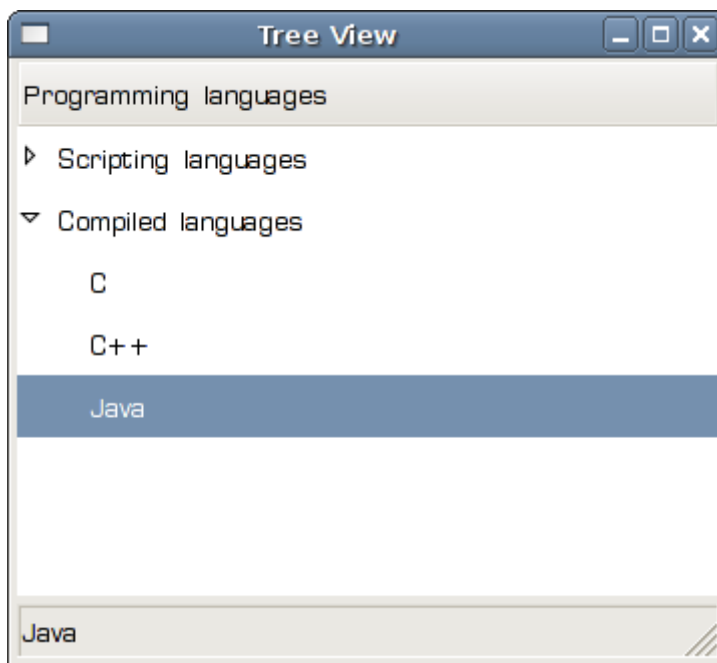 Tree View
Programming languages
Scripting languages
Compiled languages
C
C++
Java
Java